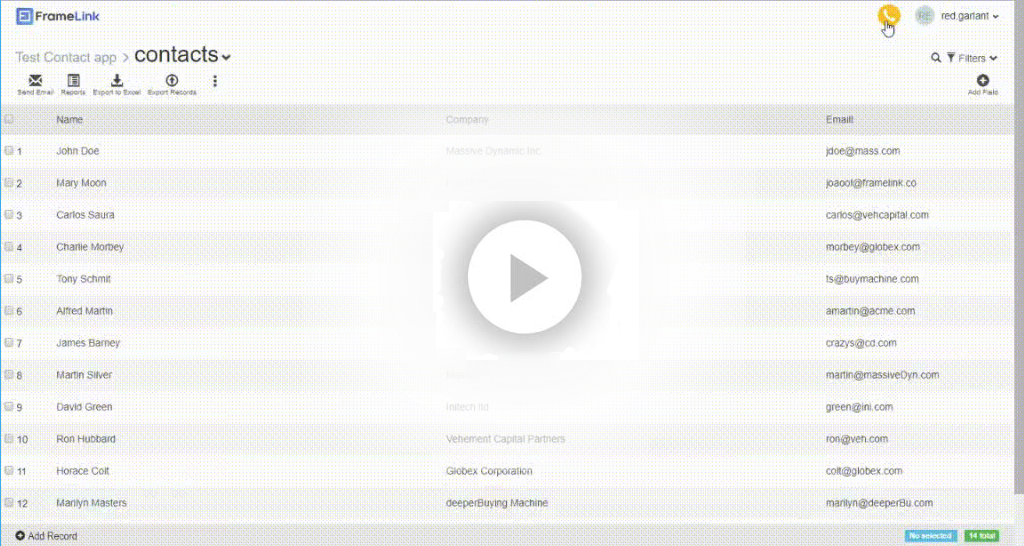 FrameLink
RE red.garlant
Test Contact app > contacts
Filters
Send Email Reports Export to Excel Export Records Add Field
Name Company Emaill
1 John Doe Massive Dynamic Inc jdoe@mass.com
2 Mary Moon joaool@framelink.co
3 Carlos Saura carlos@vehcapital.com
4 Charlie Morbey morbey@globex.com
5 Tony Schmit ts@buymachine.com
6 Alfred Martin amartin@acme.com
7 James Barney crazys@cd.com
8 Martin Silver martin@massiveDyn.com
9 David Green Initech ltd green@ini.com
10 Ron Hubbard Vehement Capital Partners ron@veh.com
11 Horace Colt Globex Corporation colt@globex.com
12 Marilyn Masters deeperBuying Machine marilyn@deeperBu.com
Add Record No selected 14 total